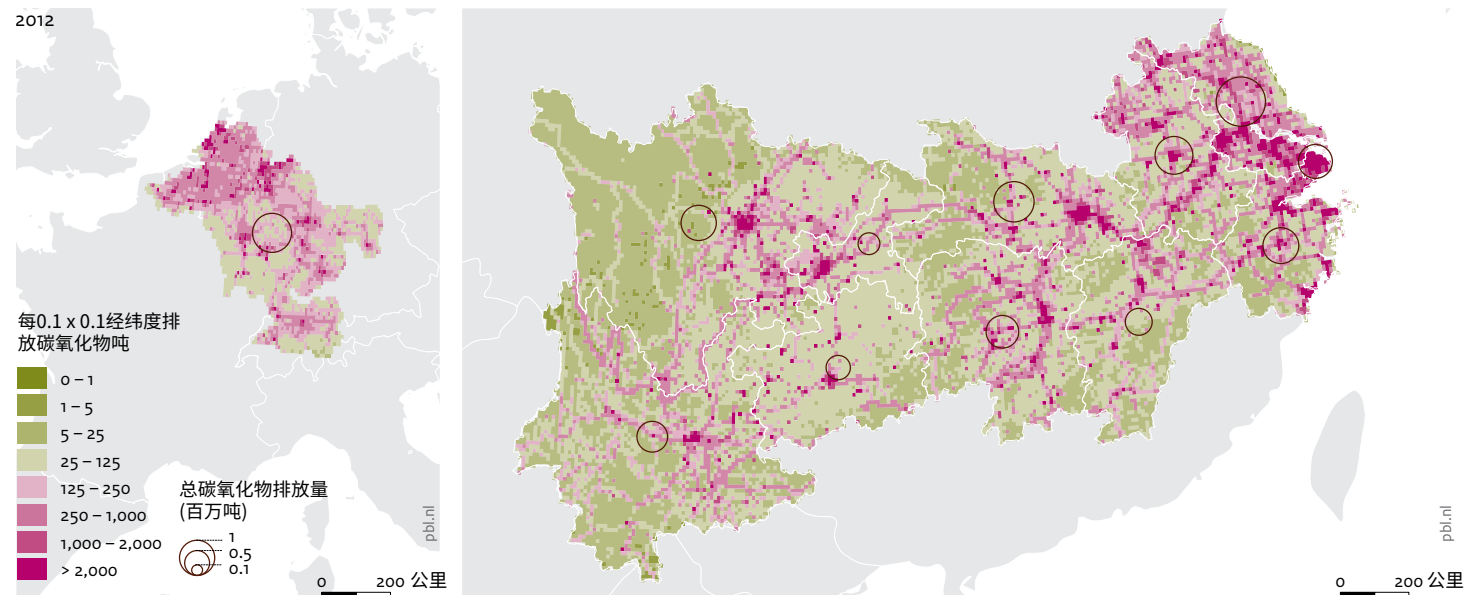 2012
每0.1 x 0.1经纬度排
放碳氧化物吨
0 – 1
1 – 5
5 – 25
25 – 125
125 – 250
250 – 1,000
1,000 – 2,000
> 2,000
总碳氧化物排放量
(百万吨)
1
0.5
0.1
0 200 公里
pbl.nl
0 200 公里
pbl.nl